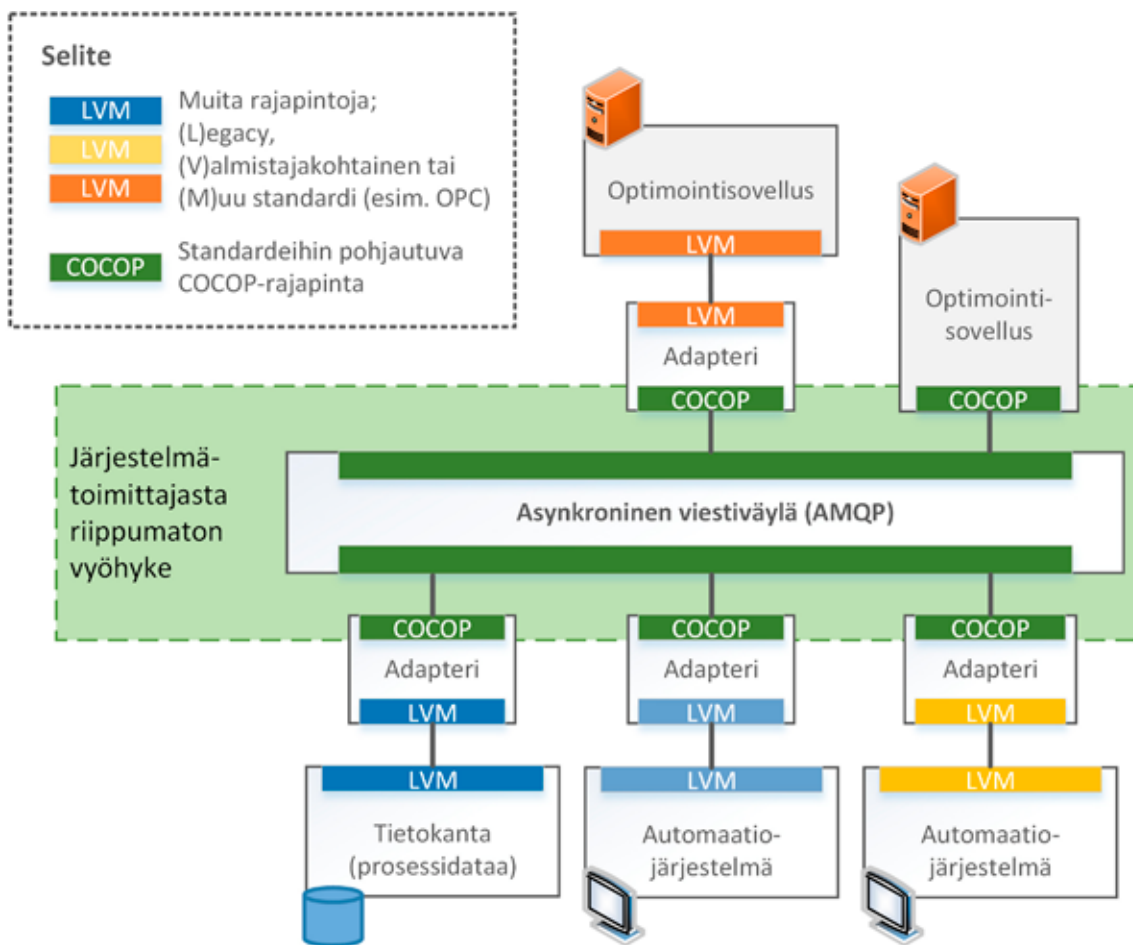 Selite
LVM
LVM
LVM
Muita rajapintoja;
(L)egacy,
(V)almistajakohtainen tai
(M)uu standardi (esim. OPC)
COCOP
Standardeihin pohjautuva
COCOP-rajapinta
Optimointisovellus
LVM
LVM
Adapteri
COCOP
Optimointi-
sovellus
COCOP
Järjestelmä-
toimittajasta
riippumaton
vyöhyke
Asynkroninen viestiväylä (AMQP)
COCOP
Adapteri
LVM
COCOP
Adapteri
LVM
COCOP
Adapteri
LVM
LVM
Tietokanta
(prosessidataa)
LVM
Automaatio-
järjestelmä
LVM
Automaatio-
järjestelmä